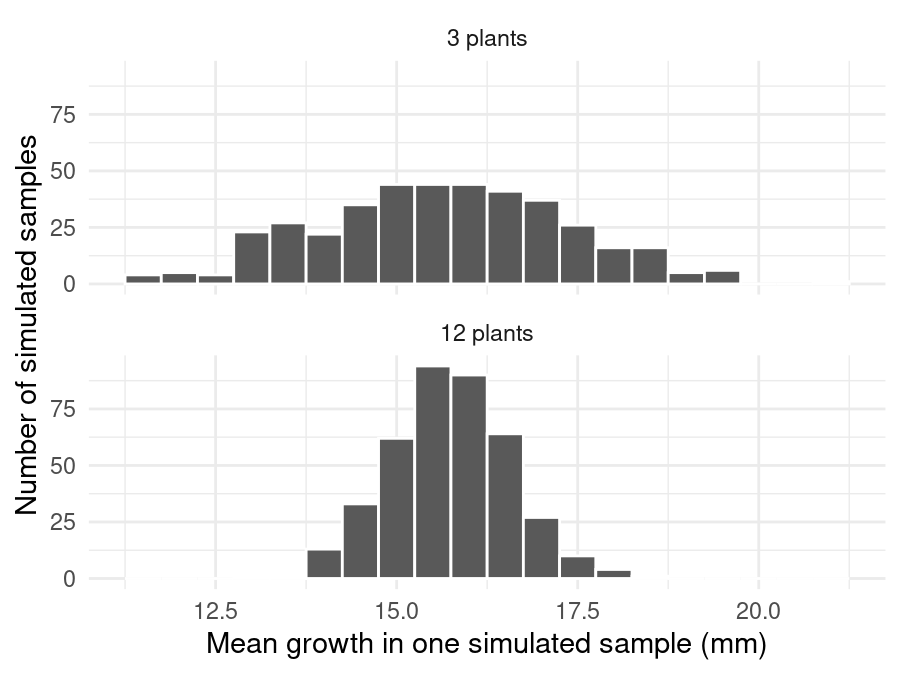 3 plants
75
50
25
0
12 plants
75
50
25
0
12.5 15.0 17.5 20.0
Mean growth in one simulated sample (mm)
Number of simulated samples